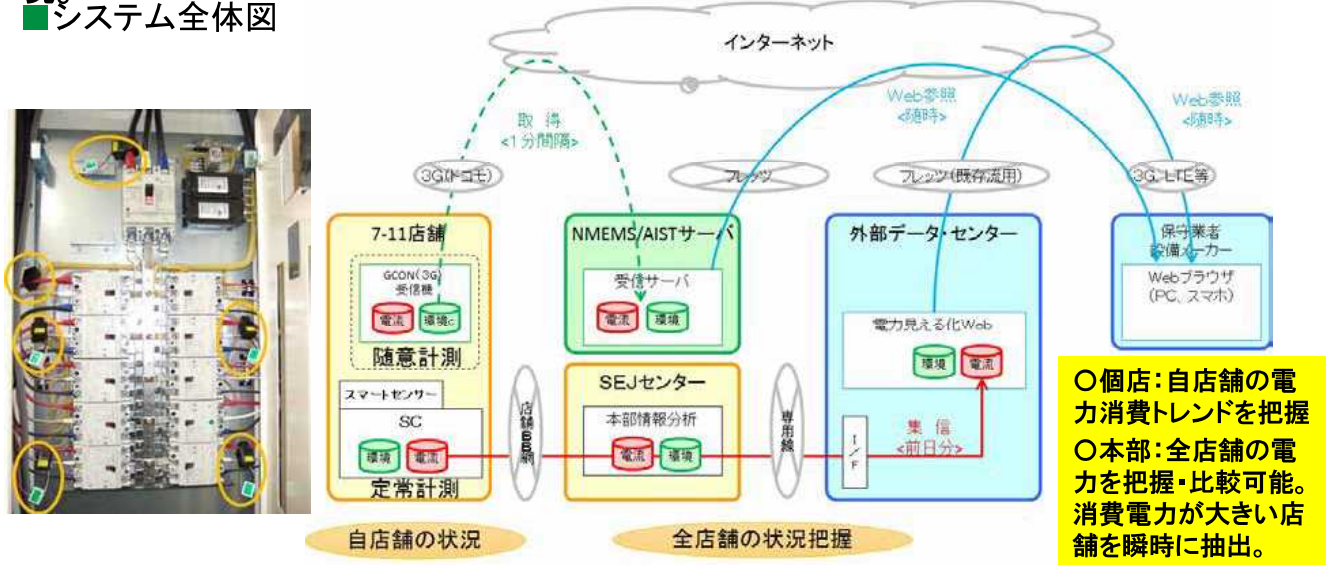 ■システム全体図
インターネット
取 得
<1分間隔>
Web参照
<随時>
Web参照
<随時>
3G(ドコモ)
フレッツ
フレッツ(既存流用)
3G、LTE等
7-11店舗
GCON(3G)
受信機
電流
環境c
随意計測
スマートセンサー
SC
環境
電流
定常計測
店舗BB網
NMEMS/AISTサーバ
受信サーバ
電流
環境
SEJセンター
本部情報分析
電流
環境
専用線
外部データ・センター
電力見える化Web
環境
電流
I/F
集 信
<前日分>
保守業者
設備メーカー
Webブラウザ
(PC、スマホ)
自店舗の状況
全店舗の状況把握
○個店：自店舗の電
力消費トレンドを把握
○本部：全店舗の電
力を把握・比較可能。
消費電力が大きい店
舗を瞬時に抽出。